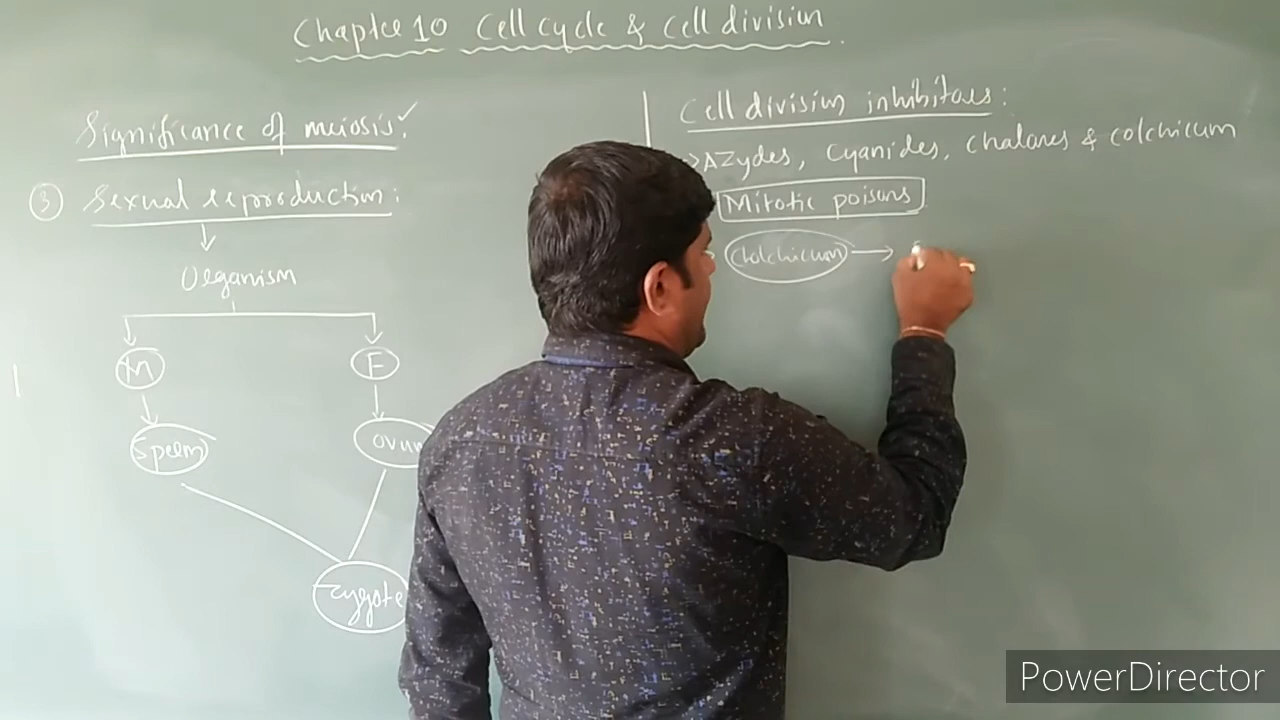 Chapter 10 Cell cycle & Cell division.
Significance of meiosis:
③ Sexual reproduction:
Organism
M
F
Sperm
ovum
zygote
Cell division inhibitors:
AZydes, Cyanides, Chalones & colchicum
Mitotic poisons
Cholchicum →
PowerDirector